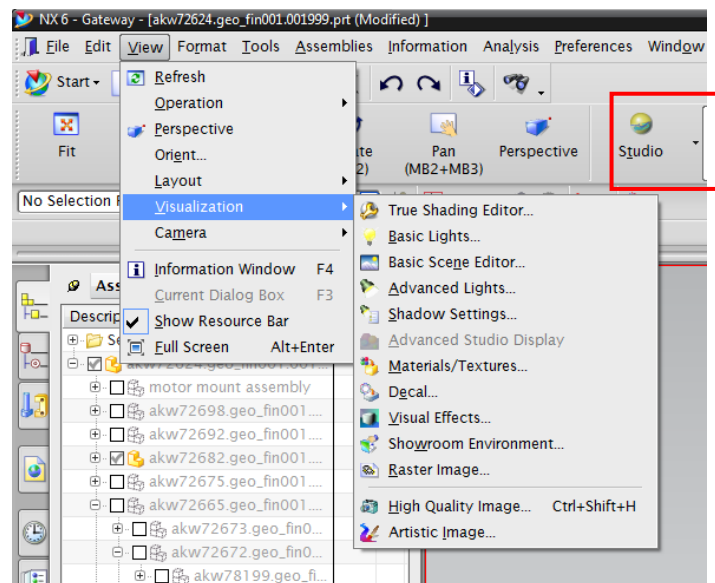 NX 6 - Gateway - [akw72624.geo_fin001.001999.prt (Modified) ]
File Edit View Format Tools Assemblies Information Analysis Preferences Window
Start
Fit
Pan
(MB2+MB3)
Perspective
Studio
No Selection
Refresh
Operation
Perspective
Orient...
Layout
Visualization
Camera
Information Window F4
Current Dialog Box F3
Show Resource Bar
Full Screen Alt+Enter
True Shading Editor...
Basic Lights...
Basic Scene Editor...
Advanced Lights...
Shadow Settings...
Advanced Studio Display
Materials/Textures...
Decal...
Visual Effects...
Showroom Environment...
Raster Image...
High Quality Image... Ctrl+Shift+H
Artistic Image...
Ass
Descrip
Se
akw72624.geo_fin001.001...
motor mount assembly
akw72698.geo_fin001....
akw72692.geo_fin001....
akw72682.geo_fin001....
akw72675.geo_fin001....
akw72665.geo_fin001....
akw72673.geo_fin0...
akw72672.geo_fin0...
akw78199.geo_fi...